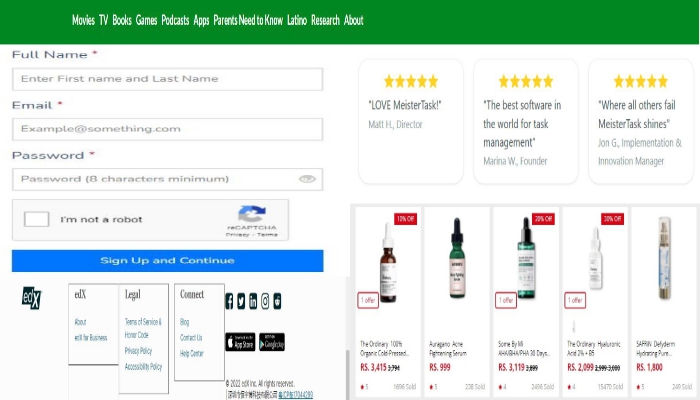 Movies TV Books Games Podcasts Apps Parents Need to Know Latino Research About
Full Name *
Enter First name and Last Name
Email *
Example@something.com
Password *
Password (8 characters minimum)
I'm not a robot
reCAPTCHA
Privacy - Terms
Sign Up and Continue
"LOVE MeisterTask!"
Matt H., Director
"The best software in
the world for task
management"
Marina W., Founder
"Where all others fail
MeisterTask shines"
Jon G., Implementation &
Innovation Manager
10% Off
20% Off
30% Off
1 offer
1 offer
1 offer
The Ordinary 100%
Organic Cold-Pressed...
RS. 3,415 3,794
5 1696 Sold
Auragano Acne
Fightening Serum
RS. 999
5 238 Sold
Some By Mi
AHA/BHA/PHA 30 Days...
RS. 3,119 3,899
4 2496 Sold
The Ordinary Hyaluronic
Acid 2% + B5
RS. 2,099 2,999-3,000
4 15470 Sold
SAFRIN Derması
Hydrating Pure...
RS. 1,800
5 249 Sold
edX
edX
About
edX for Business
Legal
Terms of Service &
Honor Code
Privacy Policy
Accessibility Policy
Connect
Blog
Contact Us
Help Center
App Store
Google play
© 2022 edX Inc. All rights reserved.